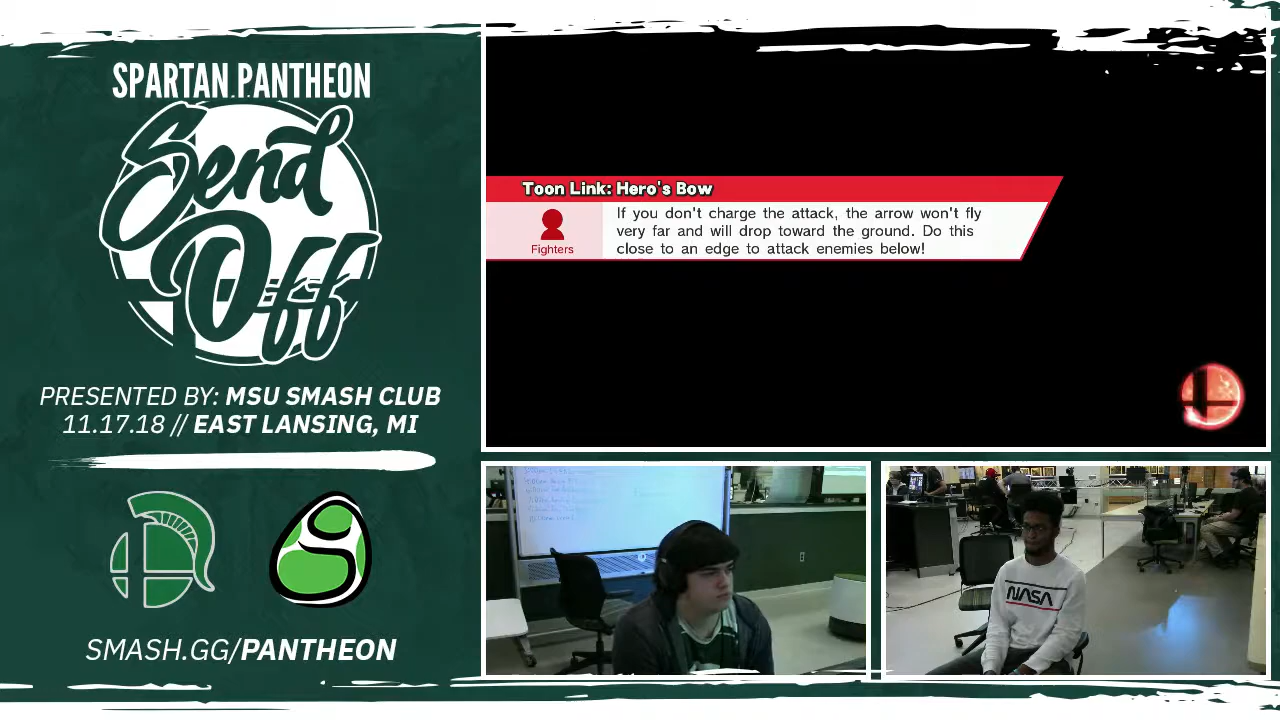 SPARTAN PANTHEON
Send
Off
PRESENTED BY: MSU SMASH CLUB
11.17.18 // EAST LANSING, MI
SMASH.GG/PANTHEON
Toon Link: Hero's Bow
Fighters
If you don't charge the attack, the arrow won't fly
very far and will drop toward the ground. Do this
close to an edge to attack enemies below!
NASA